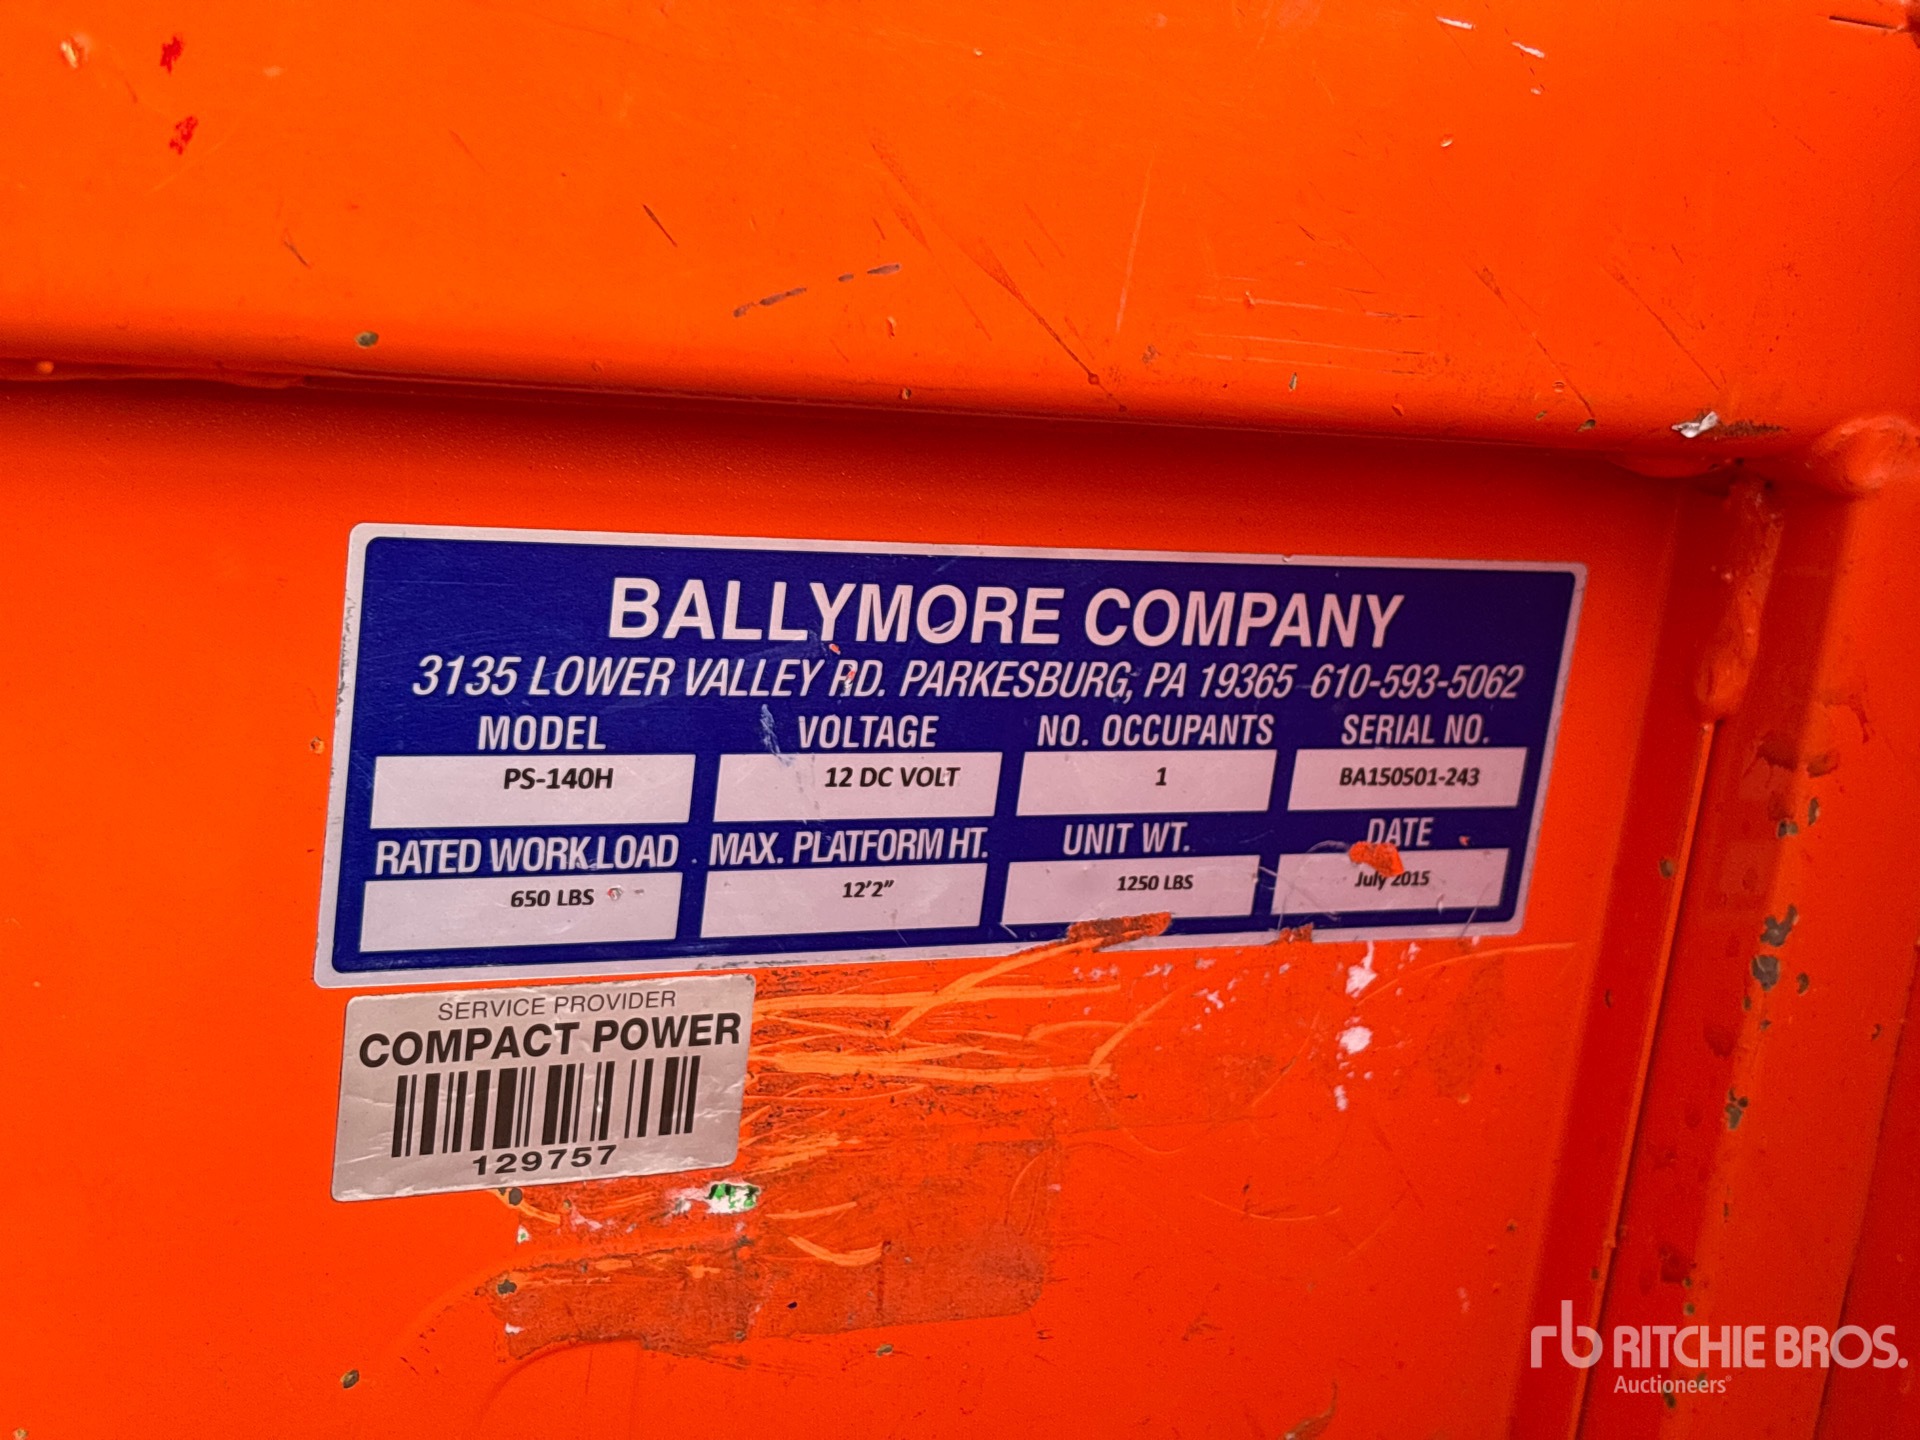 BALLYMORE COMPANY
3135 LOWER VALLEY RD. PARKESBURG, PA 19365 610-593-5062
MODEL VOLTAGE NO. OCCUPANTS SERIAL NO.
PS-140H 12 DC VOLT 1 BA150501-243
RATED WORK LOAD MAX. PLATFORM HT. UNIT WT. DATE
650 LBS 12'2" 1250 LBS July 2015
SERVICE PROVIDER
COMPACT POWER
129757
rb RITCHIE BROS.
Auctioneers